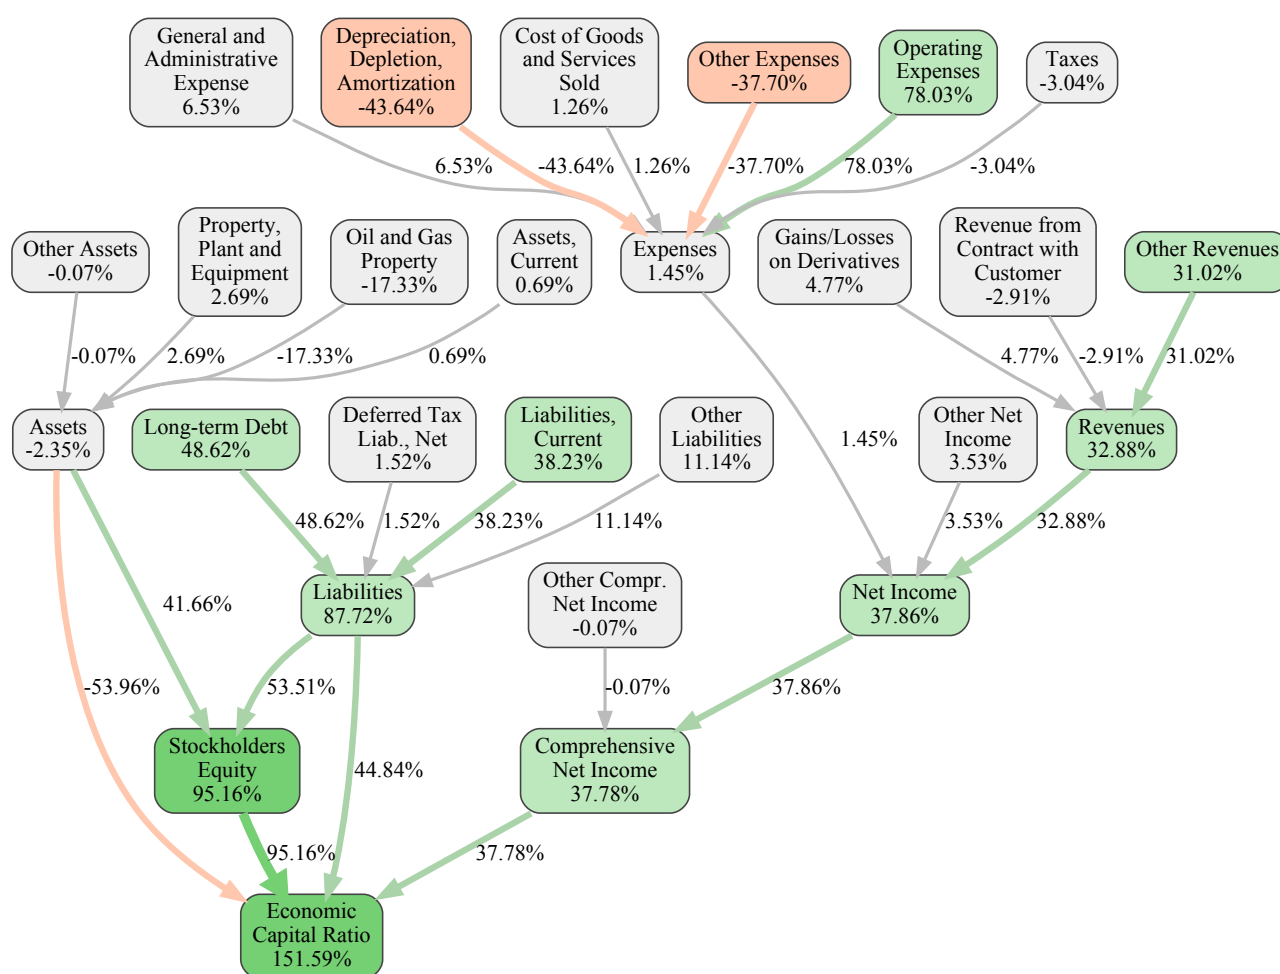 General and
Administrative
Expense
6.53%
Depreciation,
Depletion,
Amortization
-43.64%
Cost of Goods
and Services
Sold
1.26%
Other Expenses
-37.70%
Operating
Expenses
78.03%
Taxes
-3.04%
6.53%
-43.64%
1.26%
-37.70%
78.03%
-3.04%
Other Assets
-0.07%
Property,
Plant and
Equipment
2.69%
Oil and Gas
Property
-17.33%
Assets,
Current
0.69%
Expenses
1.45%
Gains/Losses
on Derivatives
4.77%
Revenue from
Contract with
Customer
-2.91%
Other Revenues
31.02%
-0.07%
2.69%
-17.33%
0.69%
4.77%
-2.91%
31.02%
Assets
-2.35%
Long-term Debt
48.62%
Deferred Tax
Liab., Net
1.52%
Liabilities,
Current
38.23%
Other
Liabilities
11.14%
1.45%
Other Net
Income
3.53%
Revenues
32.88%
48.62%
1.52%
38.23%
11.14%
3.53%
32.88%
41.66%
Liabilities
87.72%
Other Compr.
Net Income
-0.07%
Net Income
37.86%
-53.96%
53.51%
-0.07%
37.86%
Stockholders
Equity
95.16%
44.84%
Comprehensive
Net Income
37.78%
95.16%
37.78%
Economic
Capital Ratio
151.59%